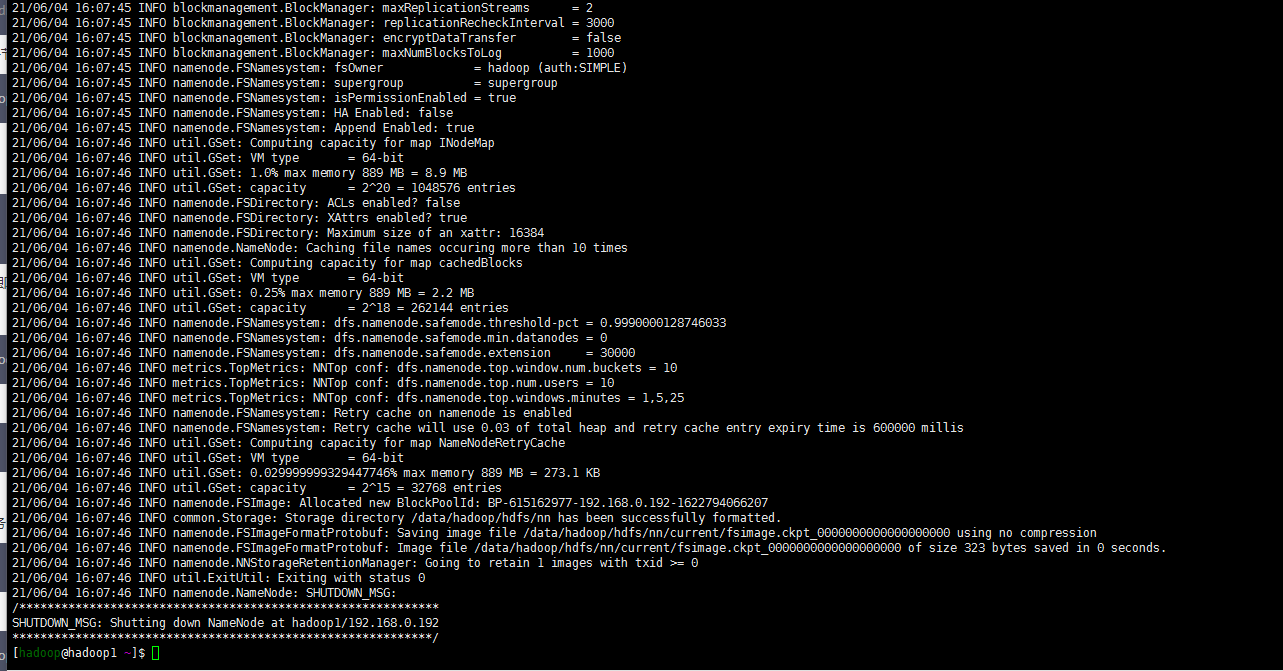 21/06/04 16:07:45 INFO blockmanagement.BlockManager: maxReplicationStreams      = 2
21/06/04 16:07:45 INFO blockmanagement.BlockManager: replicationRecheckInterval = 3000
21/06/04 16:07:45 INFO blockmanagement.BlockManager: encryptDataTransfer        = false
21/06/04 16:07:45 INFO blockmanagement.BlockManager: maxNumBlocksToLog          = 1000
21/06/04 16:07:45 INFO namenode.FSNamesystem: fsOwner             = hadoop (auth:SIMPLE)
21/06/04 16:07:45 INFO namenode.FSNamesystem: supergroup          = supergroup
21/06/04 16:07:45 INFO namenode.FSNamesystem: isPermissionEnabled = true
21/06/04 16:07:45 INFO namenode.FSNamesystem: HA Enabled: false
21/06/04 16:07:45 INFO namenode.FSNamesystem: Append Enabled: true
21/06/04 16:07:46 INFO util.GSet: Computing capacity for map INodeMap
21/06/04 16:07:46 INFO util.GSet: VM type       = 64-bit
21/06/04 16:07:46 INFO util.GSet: 1.0% max memory 889 MB = 8.9 MB
21/06/04 16:07:46 INFO util.GSet: capacity      = 2^20 = 1048576 entries
21/06/04 16:07:46 INFO namenode.FSDirectory: ACLs enabled? false
21/06/04 16:07:46 INFO namenode.FSDirectory: XAttrs enabled? true
21/06/04 16:07:46 INFO namenode.FSDirectory: Maximum size of an xattr: 16384
21/06/04 16:07:46 INFO namenode.NameNode: Caching file names occuring more than 10 times
21/06/04 16:07:46 INFO util.GSet: Computing capacity for map cachedBlocks
21/06/04 16:07:46 INFO util.GSet: VM type       = 64-bit
21/06/04 16:07:46 INFO util.GSet: 0.25% max memory 889 MB = 2.2 MB
21/06/04 16:07:46 INFO util.GSet: capacity      = 2^18 = 262144 entries
21/06/04 16:07:46 INFO namenode.FSNamesystem: dfs.namenode.safemode.threshold-pct = 0.9990000128746033
21/06/04 16:07:46 INFO namenode.FSNamesystem: dfs.namenode.safemode.min.datanodes = 0
21/06/04 16:07:46 INFO namenode.FSNamesystem: dfs.namenode.safemode.extension     = 30000
21/06/04 16:07:46 INFO metrics.TopMetrics: NNTop conf: dfs.namenode.top.window.num.buckets = 10
21/06/04 16:07:46 INFO metrics.TopMetrics: NNTop conf: dfs.namenode.top.num.users = 10
21/06/04 16:07:46 INFO metrics.TopMetrics: NNTop conf: dfs.namenode.top.windows.minutes = 1,5,25
21/06/04 16:07:46 INFO namenode.FSNamesystem: Retry cache on namenode is enabled
21/06/04 16:07:46 INFO namenode.FSNamesystem: Retry cache will use 0.03 of total heap and retry cache entry expiry time is 600000 millis
21/06/04 16:07:46 INFO util.GSet: Computing capacity for map NameNodeRetryCache
21/06/04 16:07:46 INFO util.GSet: VM type       = 64-bit
21/06/04 16:07:46 INFO util.GSet: 0.029999999329447746% max memory 889 MB = 273.1 KB
21/06/04 16:07:46 INFO util.GSet: capacity      = 2^15 = 32768 entries
21/06/04 16:07:46 INFO namenode.FSImage: Allocated new BlockPoolId: BP-615162977-192.168.0.192-1622794066207
21/06/04 16:07:46 INFO common.Storage: Storage directory /data/hadoop/hdfs/nn has been successfully formatted.
21/06/04 16:07:46 INFO namenode.FSImageFormatProtobuf: Saving image file /data/hadoop/hdfs/nn/current/fsimage.ckpt_0000000000000000000 using no compression
21/06/04 16:07:46 INFO namenode.FSImageFormatProtobuf: Image file /data/hadoop/hdfs/nn/current/fsimage.ckpt_0000000000000000000 of size 323 bytes saved in 0 seconds.
21/06/04 16:07:46 INFO namenode.NNStorageRetentionManager: Going to retain 1 images with txid >= 0
21/06/04 16:07:46 INFO util.ExitUtil: Exiting with status 0
21/06/04 16:07:46 INFO namenode.NameNode: SHUTDOWN_MSG:
/************************************************************
SHUTDOWN_MSG: Shutting down NameNode at hadoop1/192.168.0.192
************************************************************/
[hadoop@hadoop1 ~]$